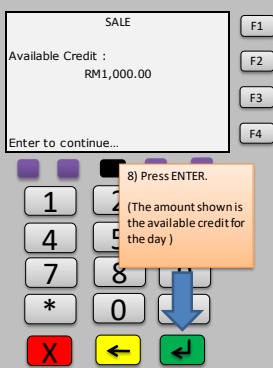 SALE
F1
Available Credit :
F2
RM1,000.00
F3
F4
Enter to continue...
8) Press ENTER.
(The amount shown is
the available credit for
the day )
1
4
7 8
* 0
X